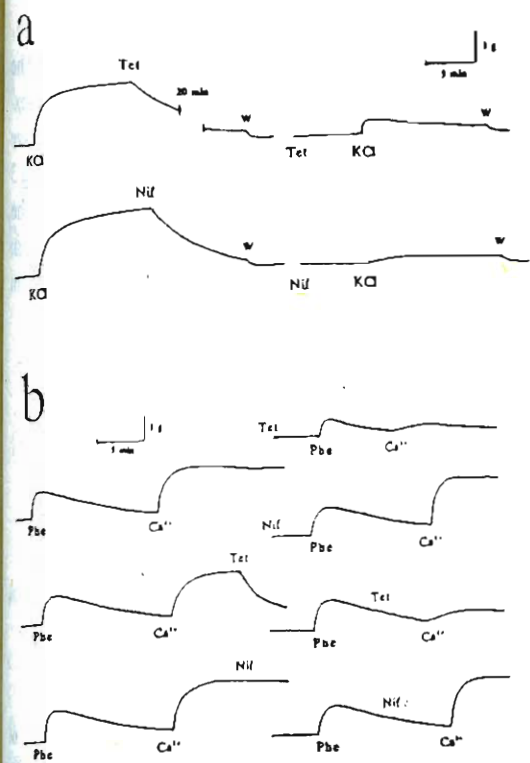 a
Tet
1 g
5 min
20 min
W
W
KCl
Tet
KCl
Nif
W
W
KCl
Nif
KCl
b
1 g
5 min
Tet
Phe
Ca++
Phe
Ca++
Nif
Phe
Ca++
Tet
Tet
Phe
Ca++
Phe
Ca++
Nif
Nif
Phe
Ca++
Phe
Ca++